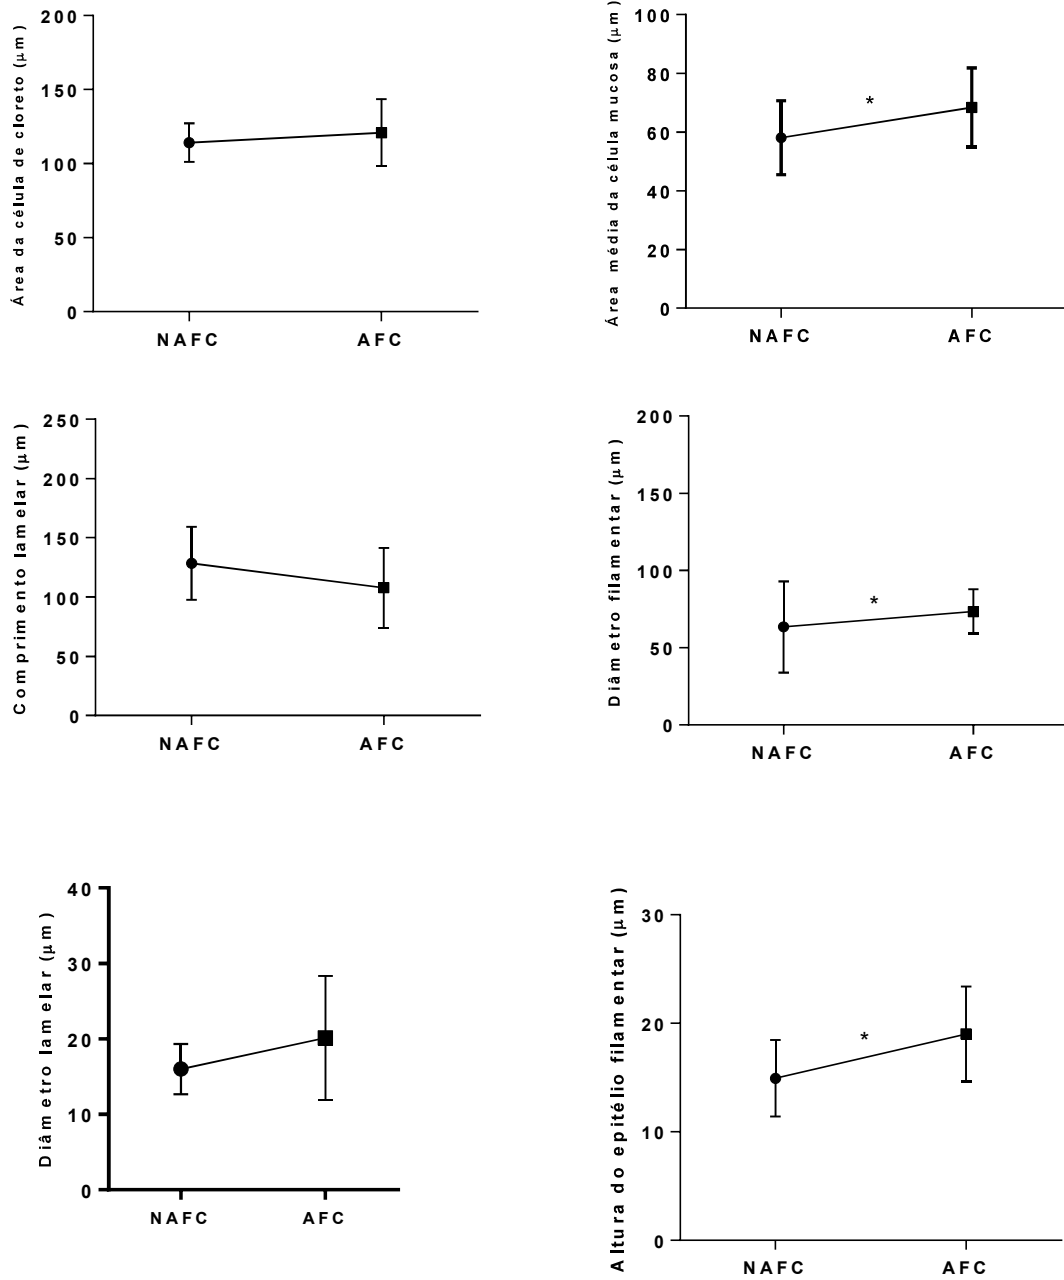 Área da célula de cloreto (μm)
200
150
100
50
0
NAFC AFC
Área média da célula mucosa (μm)
100
80
60
40
20
0
*
NAFC AFC
Comprimento lamelar (μm)
250
200
150
100
50
0
NAFC AFC
Diâmetro filamentar (μm)
200
150
100
50
0
*
NAFC AFC
Diâmetro lamelar (μm)
40
30
20
10
0
NAFC AFC
Altura do epitélio filamentar (μm)
30
20
10
0
*
NAFC AFC